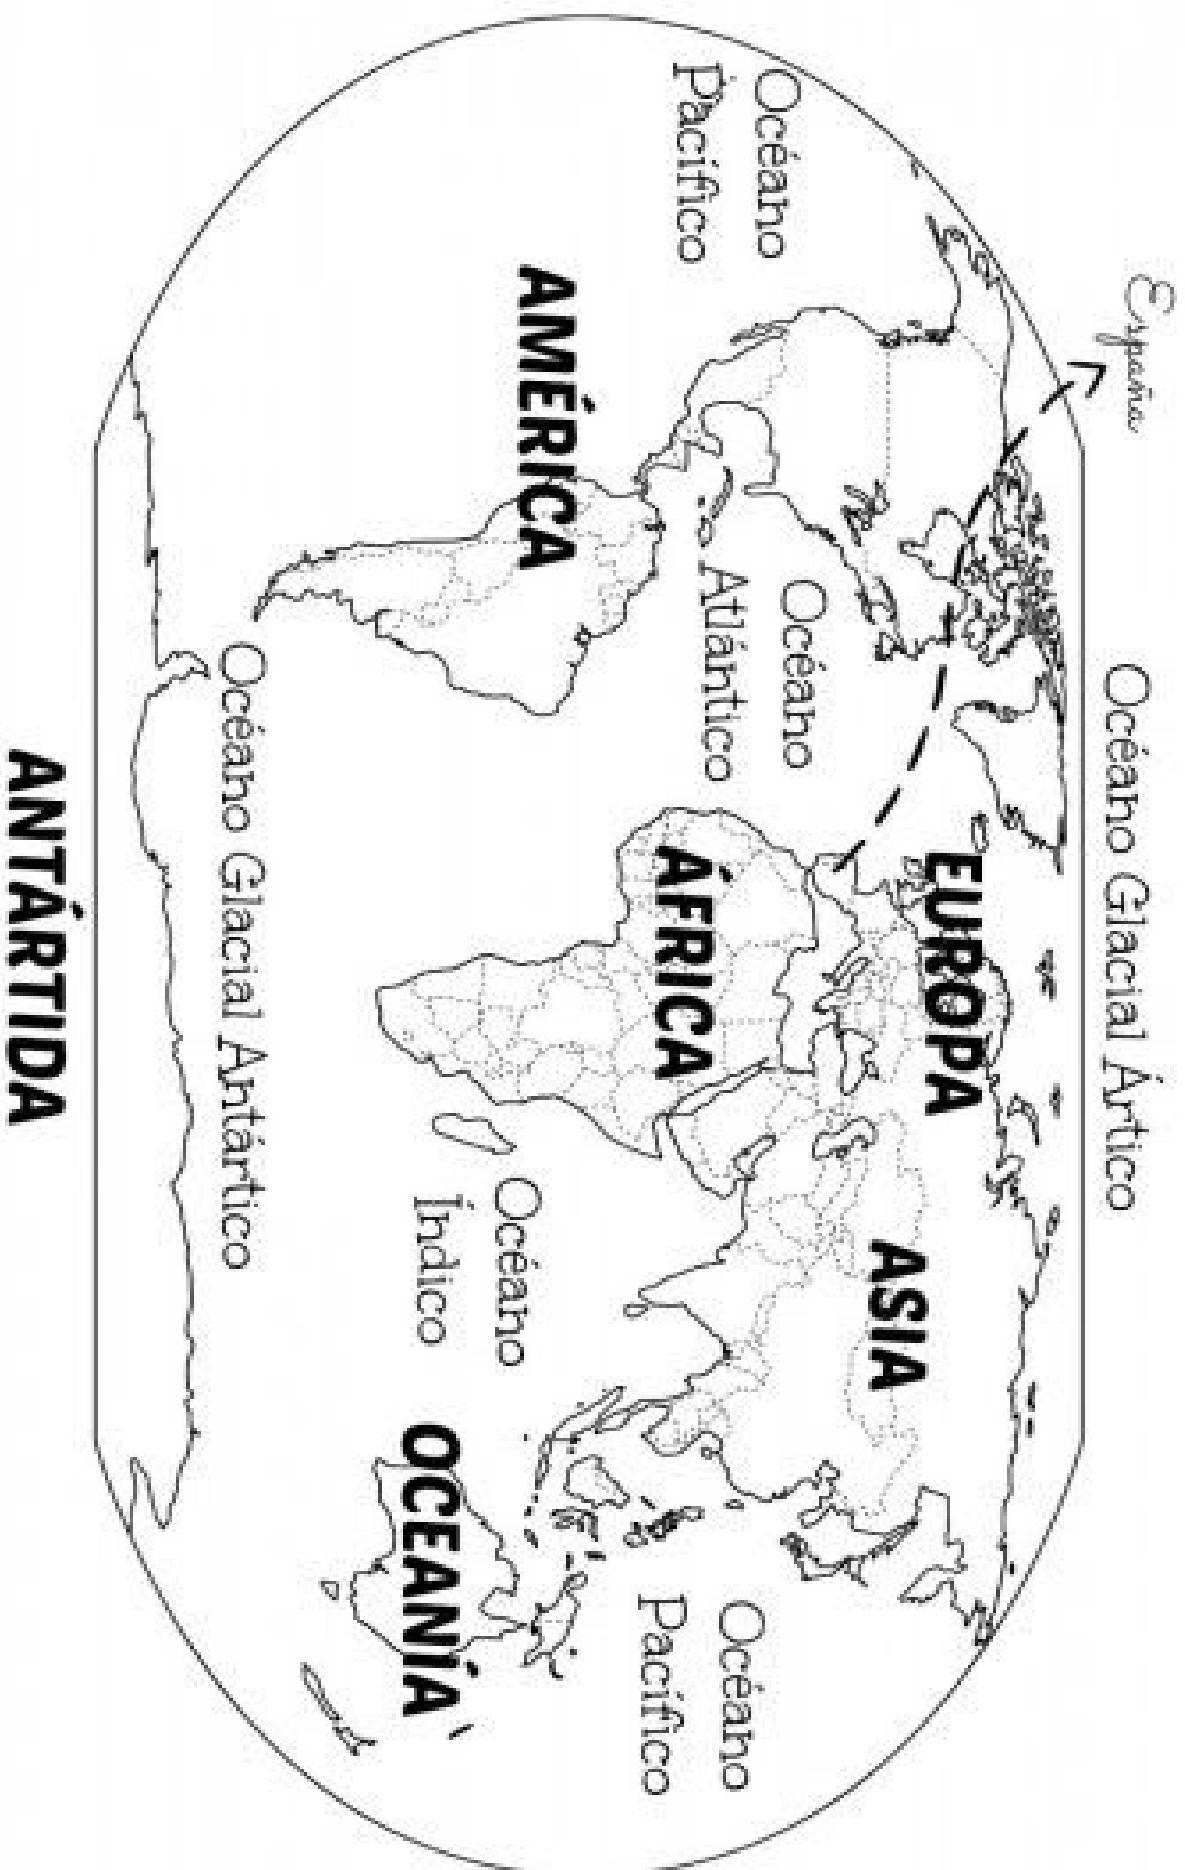 España
Océano Glacial Ártico
Océano
Pacífico
EUROPA
ASIA
Océano
Atlántico
Océano
Pacífico
ÁFRICA
AMÉRICA
Océano
Índico
OCEANÍA
Océano Glacial Antártico
ANTÁRTIDA